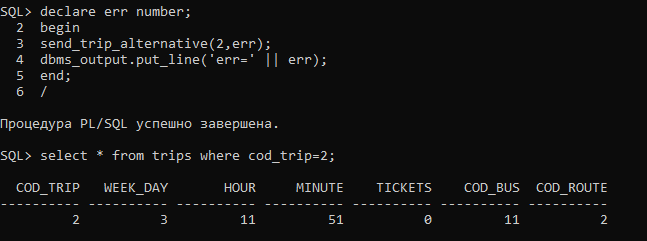 SQL> declare err number;
  2  begin
  3  send_trip_alternative(2,err);
  4  dbms_output.put_line('err=' || err);
  5  end;
  6  /

Процедура PL/SQL успешно завершена.

SQL> select * from trips where cod_trip=2;

  COD_TRIP   WEEK_DAY       HOUR     MINUTE    TICKETS    COD_BUS  COD_ROUTE
---------- ---------- ---------- ---------- ---------- ---------- ----------
         2          3         11         51          0         11          2